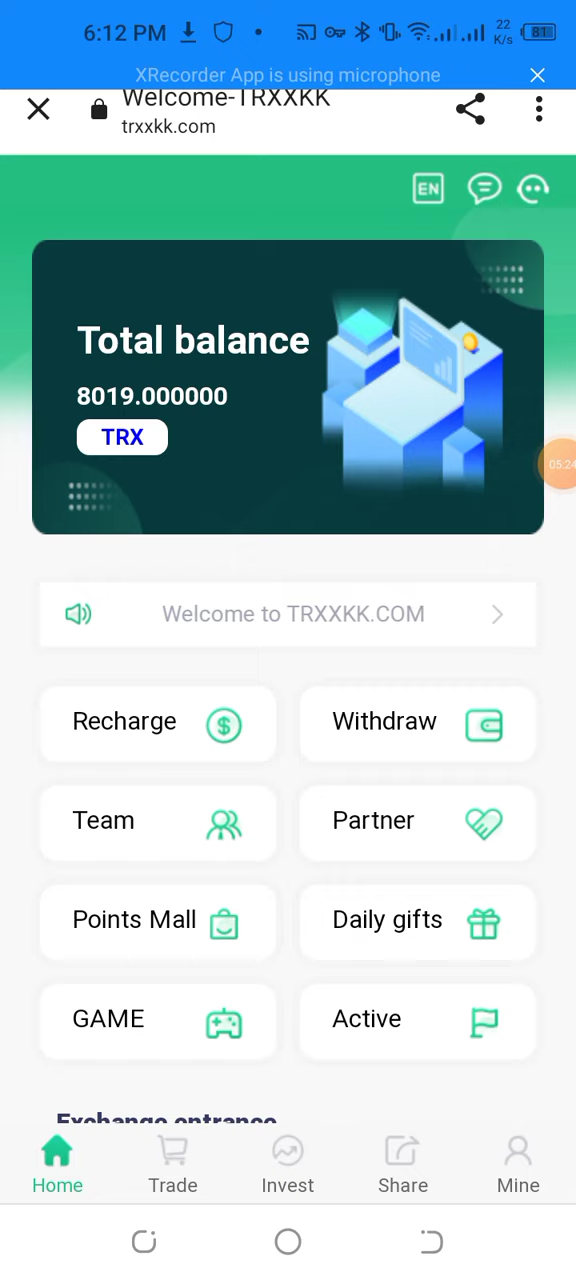 6:12 PM
22
K/s
81
XRecorder App is using microphone
Welcome-TRXXKK
trxxkk.com
EN
Total balance
8019.000000
TRX
05:24
Welcome to TRXXKK.COM
Recharge
Withdraw
Team
Partner
Points Mall
Daily gifts
GAME
Active
Exchange entrance
Home
Trade
Invest
Share
Mine